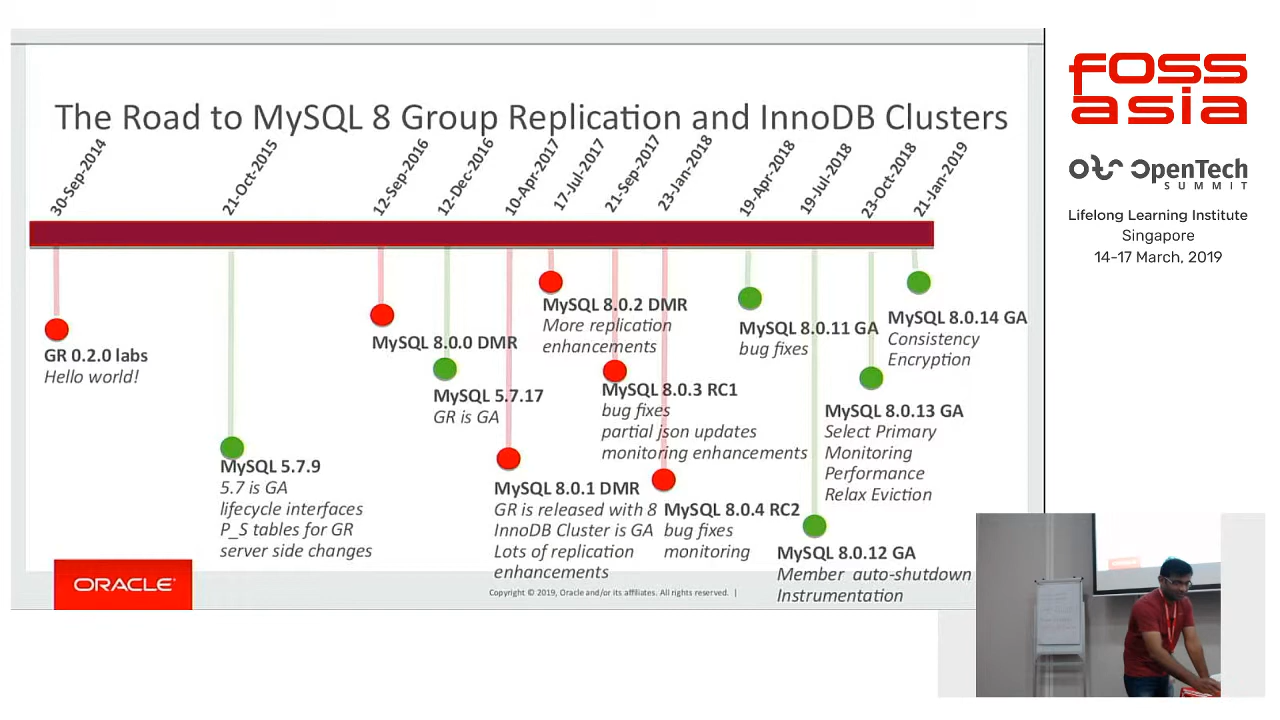 The Road to MySQL 8 Group Replication and InnoDB Clusters
30-Sep-2014
21-Oct-2015
12-Sep-2016
12-Dec-2016
10-Apr-2017
17-Jul-2017
21-Sep-2017
23-Jan-2018
19-Apr-2018
19-Jul-2018
23-Oct-2018
21-Jan-2019
GR 0.2.0 labs
Hello world!
MySQL 5.7.9
5.7 is GA
lifecycle interfaces
P_S tables for GR
server side changes
MySQL 8.0.0 DMR
MySQL 5.7.17
GR is GA
MySQL 8.0.1 DMR
GR is released with 8
InnoDB Cluster is GA
Lots of replication
enhancements
MySQL 8.0.2 DMR
More replication
enhancements
MySQL 8.0.3 RC1
bug fixes
partial json updates
monitoring enhancements
MySQL 8.0.4 RC2
bug fixes
monitoring
MySQL 8.0.11 GA
bug fixes
MySQL 8.0.12 GA
Member auto-shutdown
Instrumentation
MySQL 8.0.13 GA
Select Primary
Monitoring
Performance
Relax Eviction
MySQL 8.0.14 GA
Consistency
Encryption
ORACLE
Copyright © 2019, Oracle and/or its affiliates. All rights reserved. |
FOSS
asia
OpenTech
SUMMIT
Lifelong Learning Institute
Singapore
14-17 March, 2019